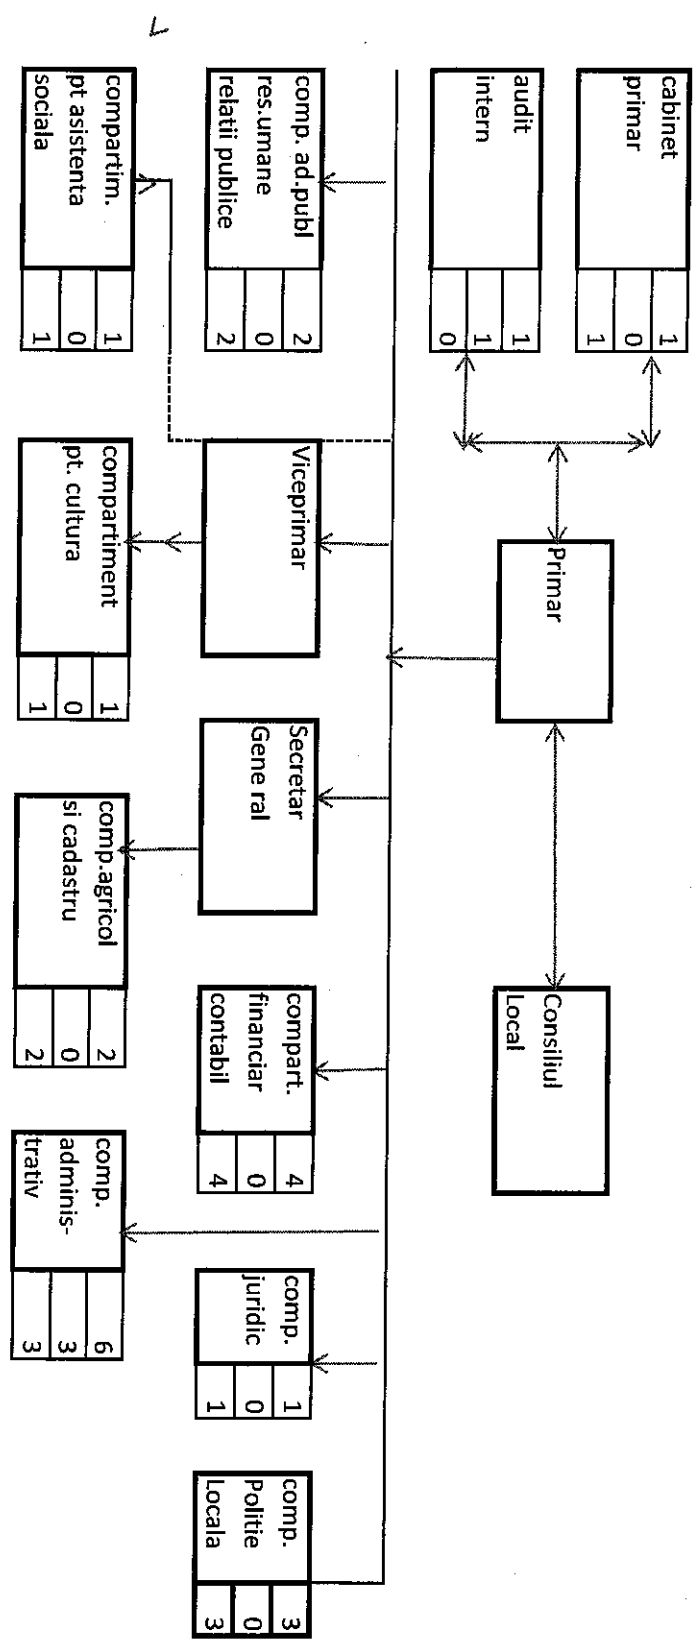 cabinet
primar
1
0
1
audit
intern
1
1
0
Primar
Consiliul
Local
comp. ad.publ
res.umane
relatii publice
2
0
2
Viceprimar
Secretar
Gene ral
compart.
financiar
contabil
4
0
4
comp.
juridic
1
0
1
comp.
Politie
Locala
3
0
3
compartim.
pt asistenta
sociala
1
0
1
compartiment
pt. cultura
1
0
1
comp.agricol
si cadastru
2
0
2
comp.
adminis-
trativ
6
3
3